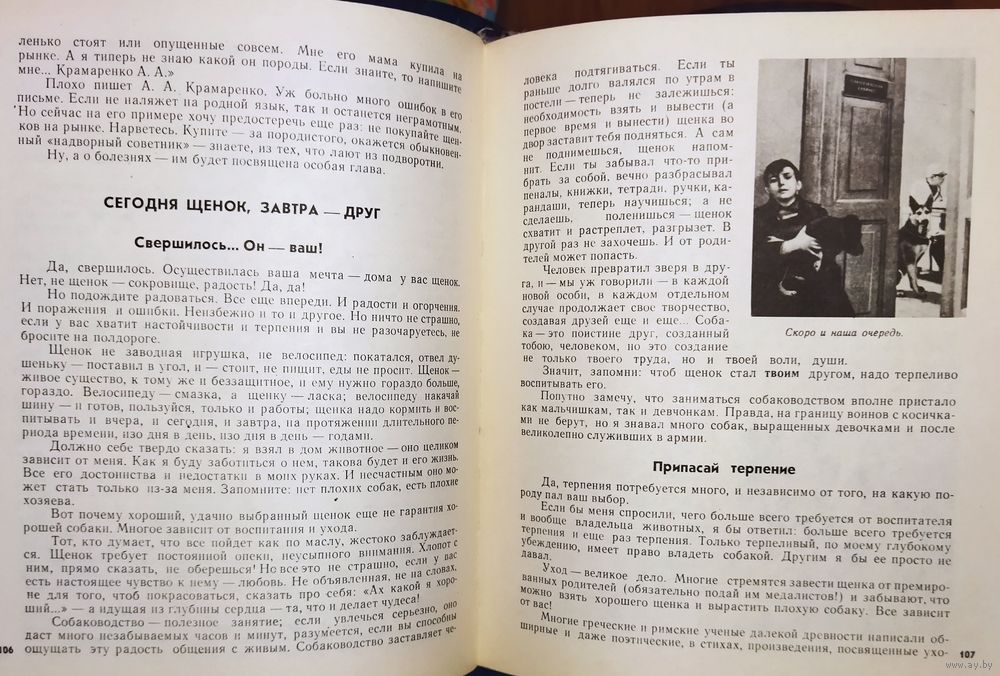 ленько стоят или опущенные совсем. Мне его мама купила на
рынке. А я типерь не знаю какой он породы. Если знаите, то напишите
мне... Крамаренко А. А.»
Плохо пишет А. А. Крамаренко. Уж больно много ошибок в его
письме. Если не наляжет на родной язык, так и останется неграмотным.
Но сейчас на его примере хочу предостеречь еще раз: не покупайте щен-
ков на рынке. Нарветесь. Купите — за породистого, окажется обыкновен-
ный «надворный советник» — знаете, из тех, что лают из подворотни.
Ну, а о болезнях — им будет посвящена особая глава.
СЕГОДНЯ ЩЕНОК, ЗАВТРА — ДРУГ
Свершилось... Он — ваш!
Да, свершилось. Осуществилась ваша мечта — дома у вас щенок.
Нет, не щенок — сокровище, радость! Да, да!
Но подождите радоваться. Все еще впереди. И радости и огорчения.
И поражения и ошибки. Неизбежно и то и другое. Но ничто не страшно,
если у вас хватит настойчивости и терпения и вы не разочаруетесь, не
бросите на полдороге.
Щенок не заводная игрушка, не велосипед: покатался, отвел ду-
шеньку — поставил в угол, и — стоит, не пищит, еды не просит. Щенок —
живое существо, к тому же и беззащитное, и ему нужно гораздо больше,
гораздо. Велосипеду — смазка, а щенку — ласка; велосипеду накачай
шину — и готов, пользуйся, только и работы; щенка надо кормить и вос-
питывать и вчера, и сегодня, и завтра, на протяжении длительного пе-
риода времени, изо дня в день, изо дня в день — годами.
Должно себе твердо сказать: я взял в дом животное — оно целиком
зависит от меня. Как я буду заботиться о нем, такова будет и его жизнь.
Все его достоинства и недостатки в моих руках. И несчастным оно мо-
жет стать только из-за меня. Запомните: нет плохих собак, есть плохие
хозяева.
Вот почему хороший, удачно выбранный щенок еще не гарантия хо-
рошей собаки. Многое зависит от воспитания и ухода.
Тот, кто думает, что все пойдет как по маслу, жестоко заблуждает-
ся. Щенок требует постоянной опеки, неусыпного внимания. Хлопот с
ним, прямо сказать, не оберешься! Но все это не страшно, если у вас
есть настоящее чувство к нему — любовь. Не объявленная, не на словах,
не для того, чтоб покрасоваться, сказать про себя: «Ах какой я хоро-
ший...» — а идущая из глубины сердца — та, что и делает чудеса!
Собаководство — полезное занятие; если увлечься серьезно, оно
даст много незабываемых часов и минут, разумеется, если вы способны
ощущать эту радость общения с живым. Собаководство заставляет че-
106
ловека подтягиваться. Если ты
раньше долго валялся по утрам в
постели — теперь не залежишься:
необходимость взять и вывести (а
первое время и вынести) щенка во
двор заставит тебя подняться. А сам
не поднимешься, щенок напом-
нит. Если ты забывал что-то при-
брать за собой, вечно разбрасывал
пеналы, книжки, тетради, ручки, ка-
рандаши, теперь научишься; а не
сделаешь, поленишься — щенок
схватит и растреплет, разгрызет. В
другой раз не захочешь. И от роди-
телей может попасть.
Человек превратил зверя в дру-
га, и — мы уж говорили — в каждой
новой особи, в каждом отдельном
случае продолжает свое творчество,
создавая друзей еще и еще... Соба-
ка — это поистине друг, созданный
тобою, человеком, но это создание
не только твоего труда, но и твоей воли, души.
Скоро и наша очередь.
Значит, запомни: чтоб щенок стал твоим другом, надо терпеливо
воспитывать его.
Попутно замечу, что заниматься собаководством вполне пристало
как мальчишкам, так и девчонкам. Правда, на границу воинов с косичка-
ми не берут, но я знавал много собак, выращенных девочками и после
великолепно служивших в армии.
Припасай терпение
Да, терпения потребуется много, и независимо от того, на какую по-
роду пал ваш выбор.
Если бы меня спросили, чего больше всего требуется от воспитателя
и вообще владельца животных, я бы ответил: больше всего требуется
терпения и еще раз терпения. Только терпеливый, по моему глубокому
убеждению, имеет право владеть собакой. Другим я бы ее просто не
давал.
Уход — великое дело. Многие стремятся завести щенка от премиро-
ванных родителей (обязательно подай им медалистов!) и забывают, что
можно взять хорошего щенка и вырастить плохую собаку. Все зависит
от вас!
Многие греческие и римские ученые далекой древности написали об-
ширные и даже поэтические, в стихах, произведения, посвященные ухо-
107
www.ay.by